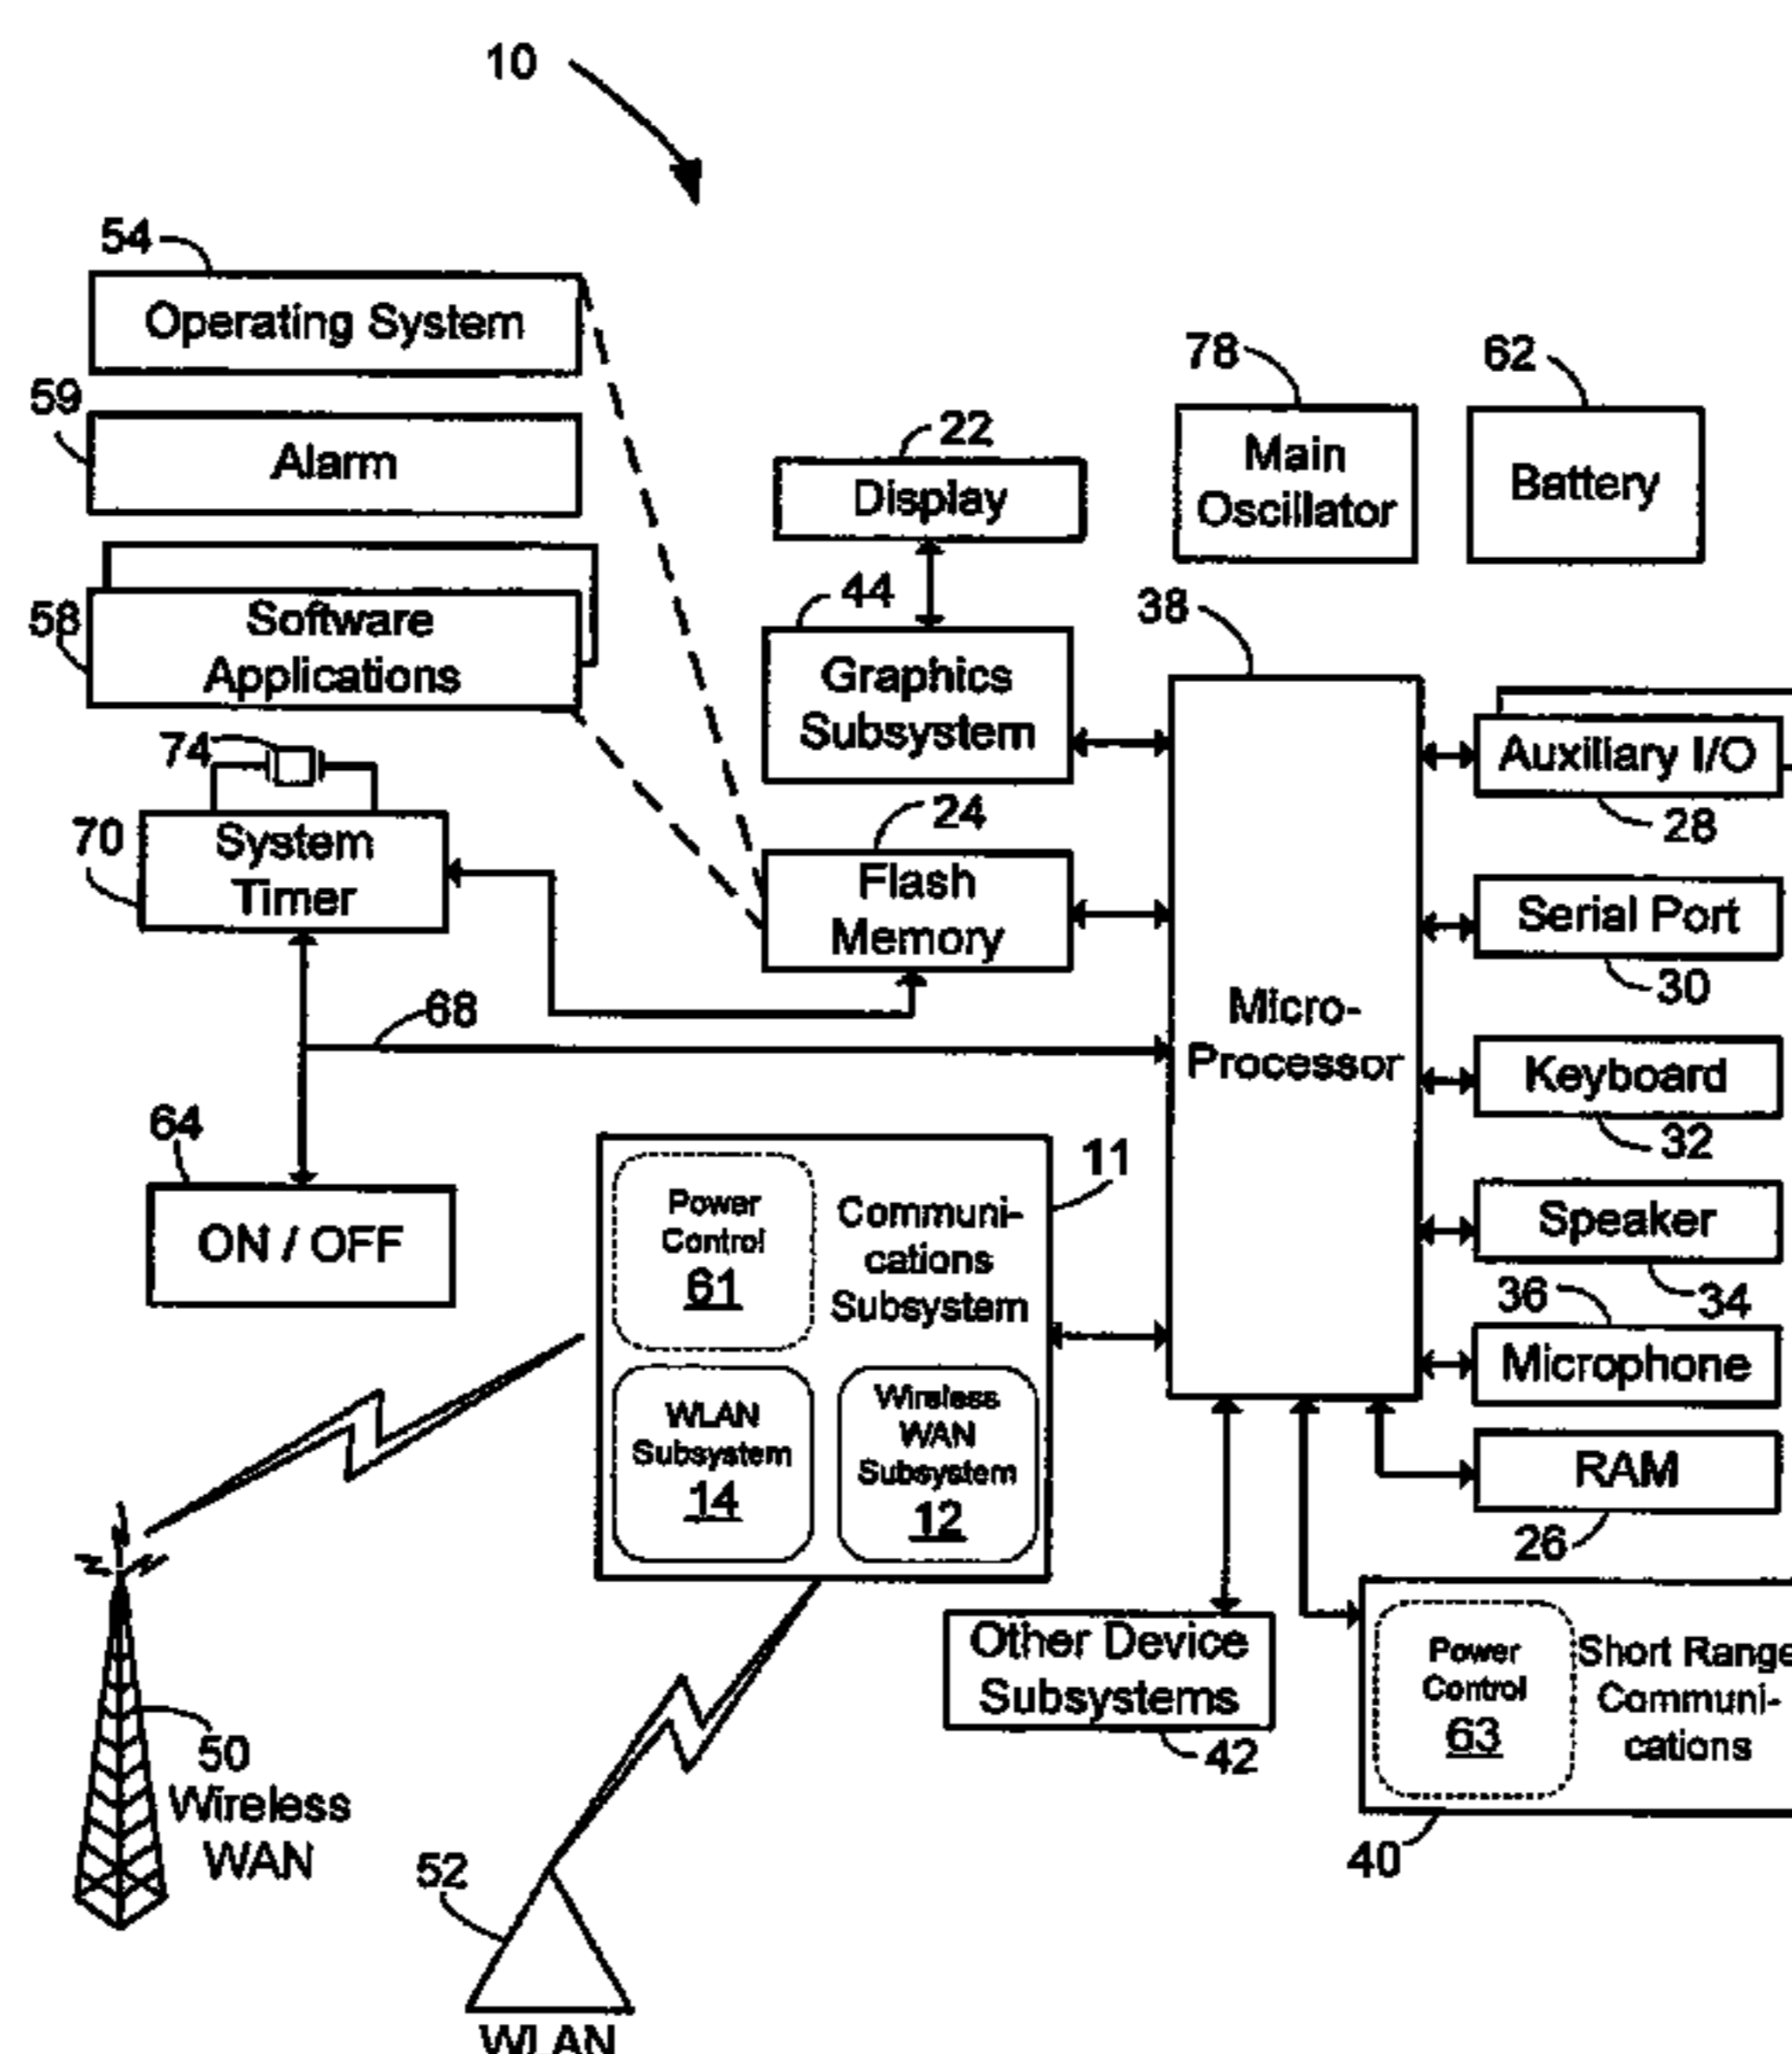 10
54
Operating System
59
Alarm
58
Software
Applications
74
70
System
Timer
68
64
ON / OFF
22
Display
44
Graphics
Subsystem
24
Flash
Memory
78
Main
Oscillator
62
Battery
38
Micro-
Processor
Auxiliary I/O
28
Serial Port
30
Keyboard
32
Speaker
34
36
Microphone
RAM
26
11
Power
Control
61
Communi-
cations
Subsystem
WLAN
Subsystem
14
Wireless
WAN
Subsystem
12
Other Device
Subsystems
42
Power
Control
63
Short Range
Communi-
cations
40
50
Wireless
WAN
52
WLAN